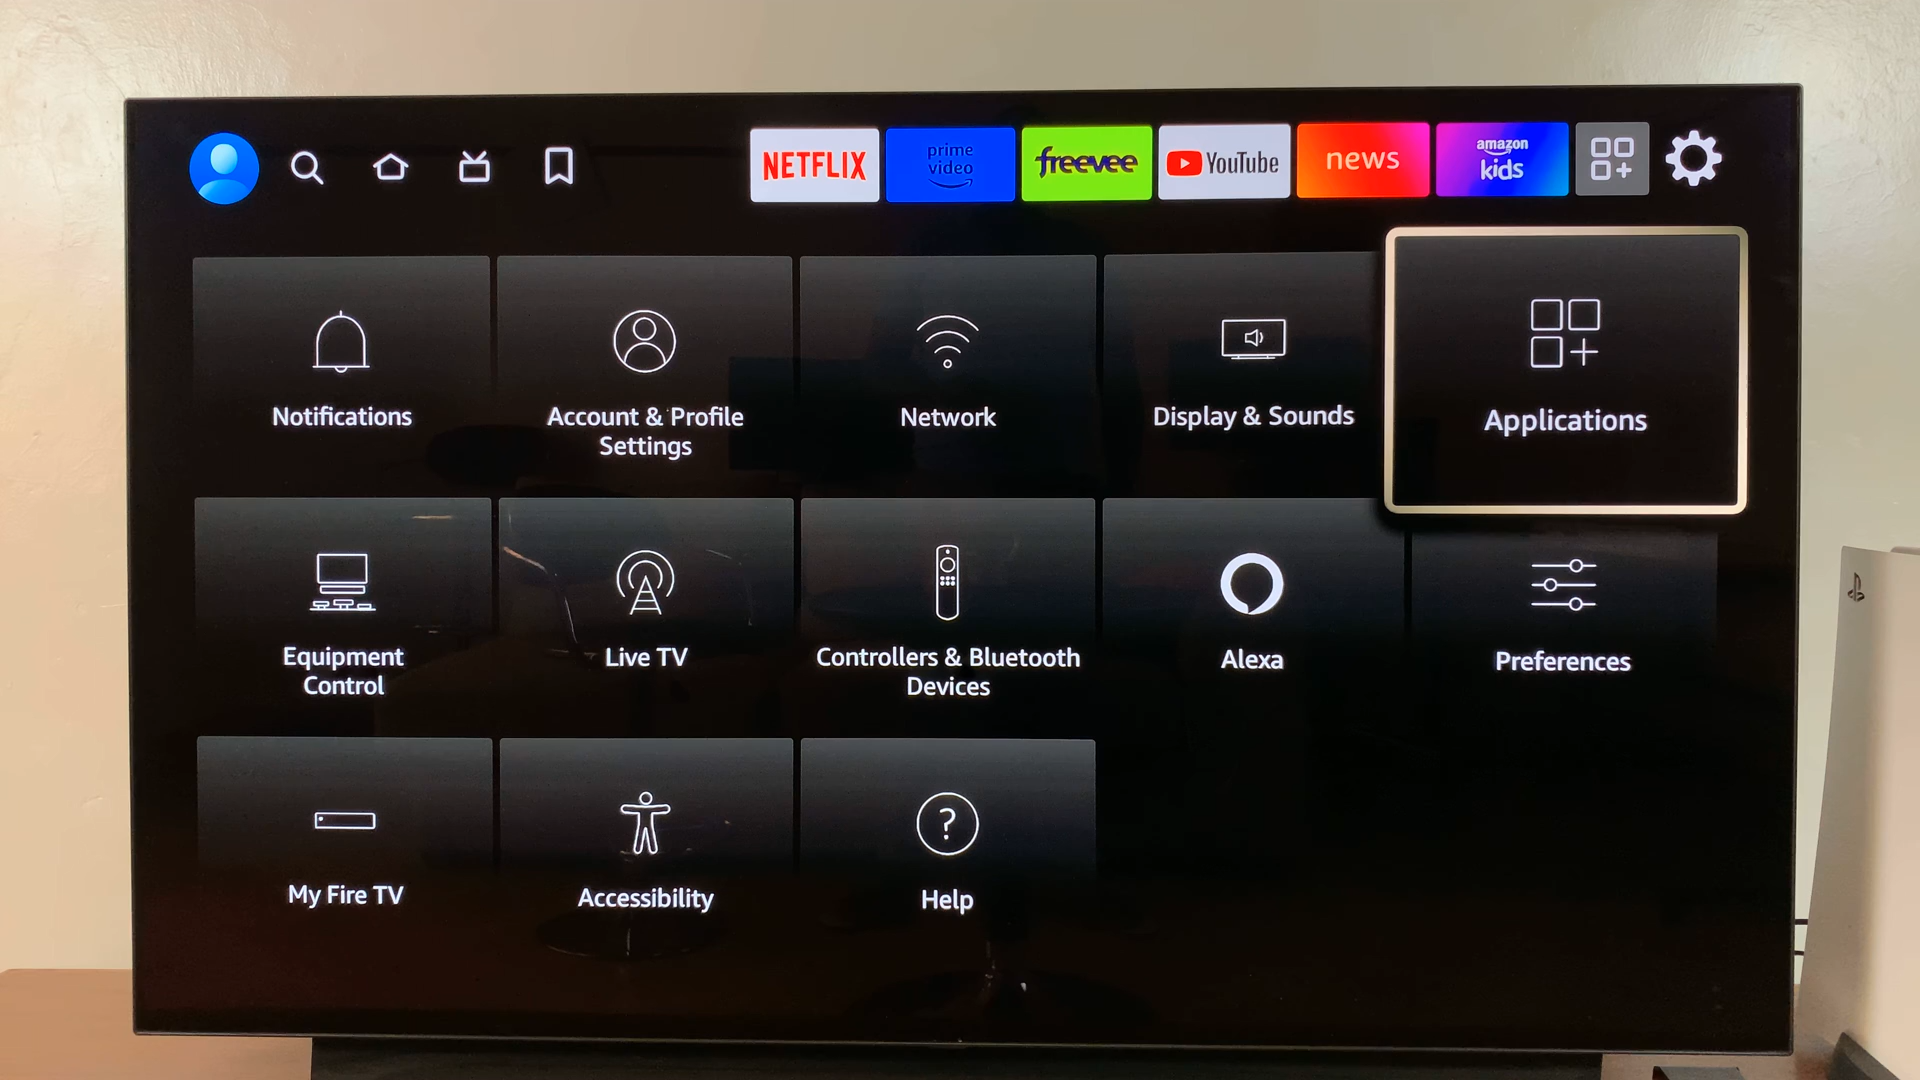 NETFLIX
prime
video
freevee
YouTube
news
amazon
kids
Notifications
Account & Profile
Settings
Network
Display & Sounds
Applications
Equipment
Control
Live TV
Controllers & Bluetooth
Devices
Alexa
Preferences
My Fire TV
Accessibility
?
Help